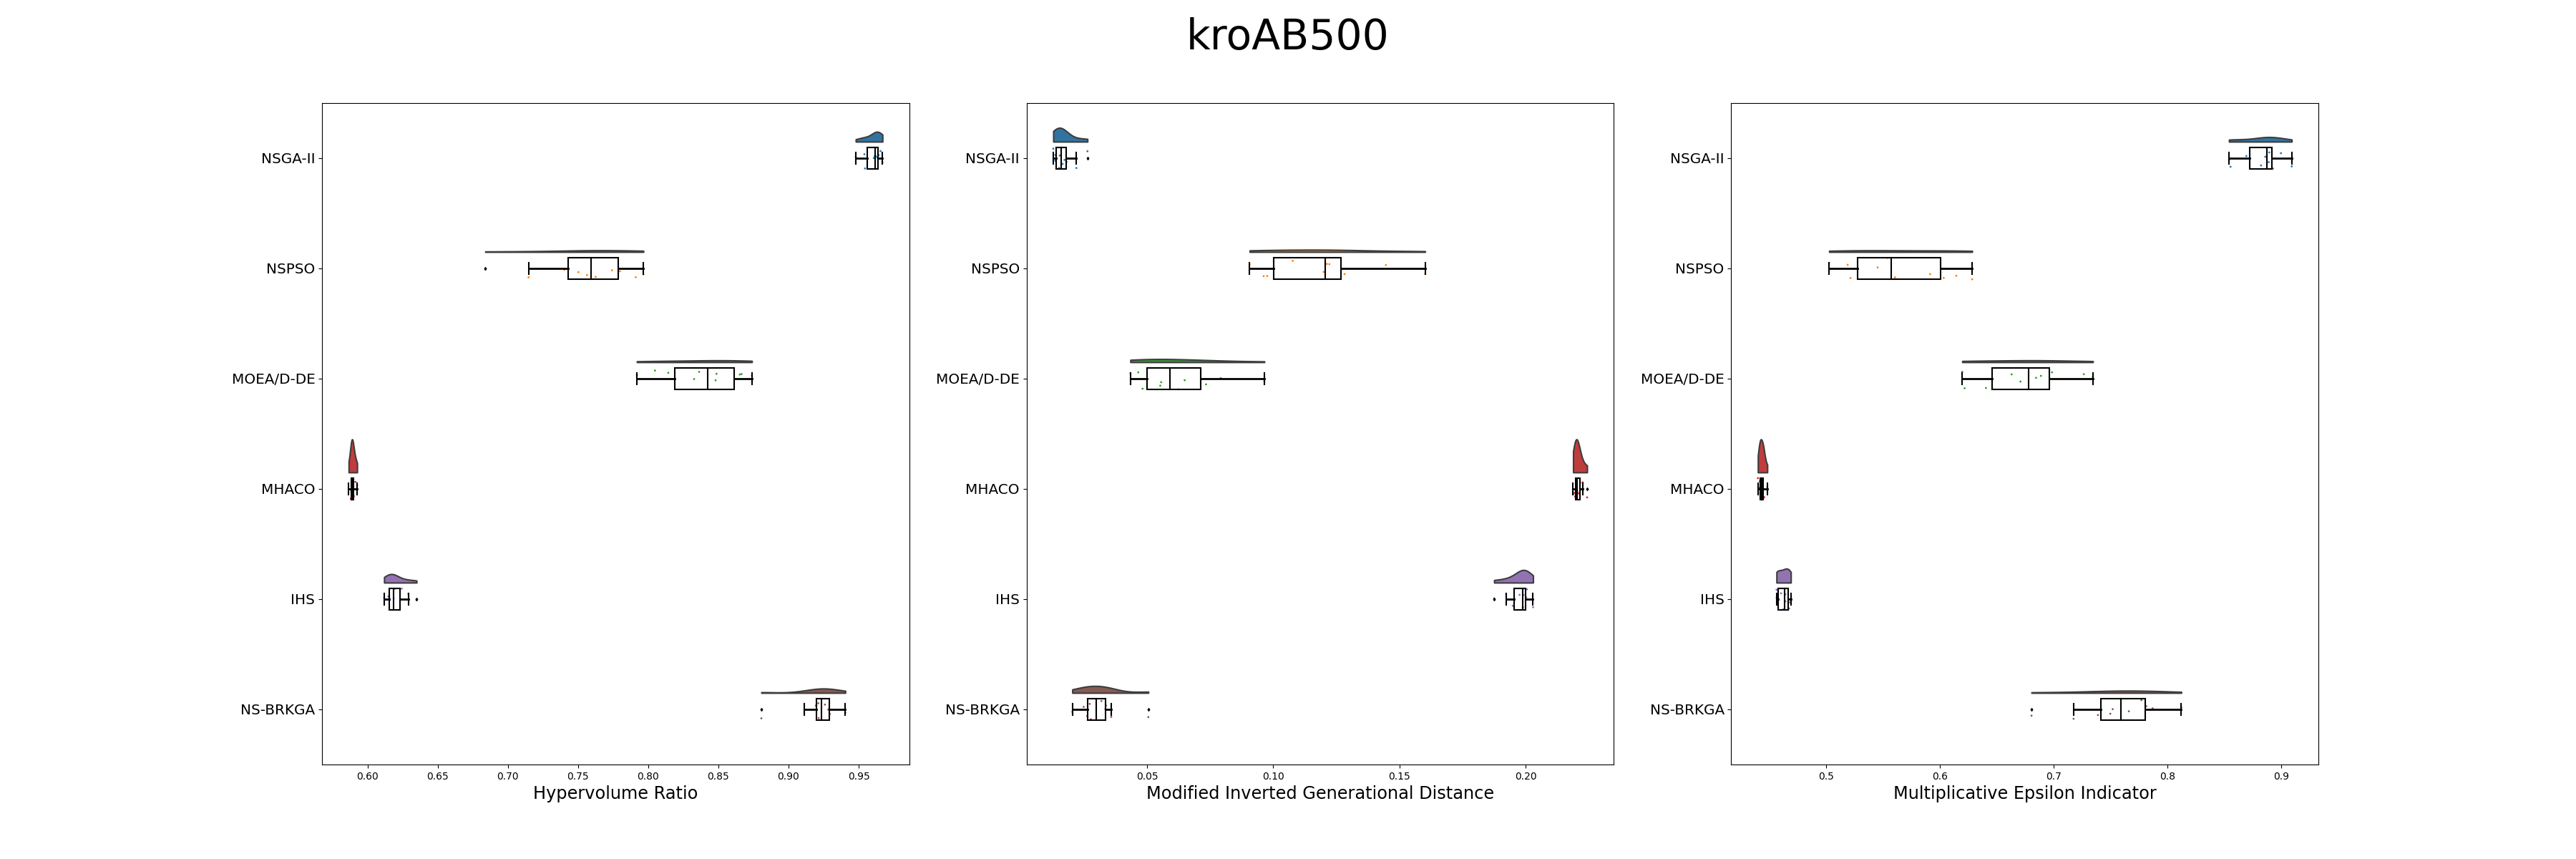 kroAB500
NSGA-II
NSPSO
MOEA/D-DE
MHACO
IHS
NS-BRKGA
0.60 0.65 0.70 0.75 0.80 0.85 0.90 0.95
Hypervolume Ratio
NSGA-II
NSPSO
MOEA/D-DE
MHACO
IHS
NS-BRKGA
0.05 0.10 0.15 0.20
Modified Inverted Generational Distance
NSGA-II
NSPSO
MOEA/D-DE
MHACO
IHS
NS-BRKGA
0.5 0.6 0.7 0.8 0.9
Multiplicative Epsilon Indicator